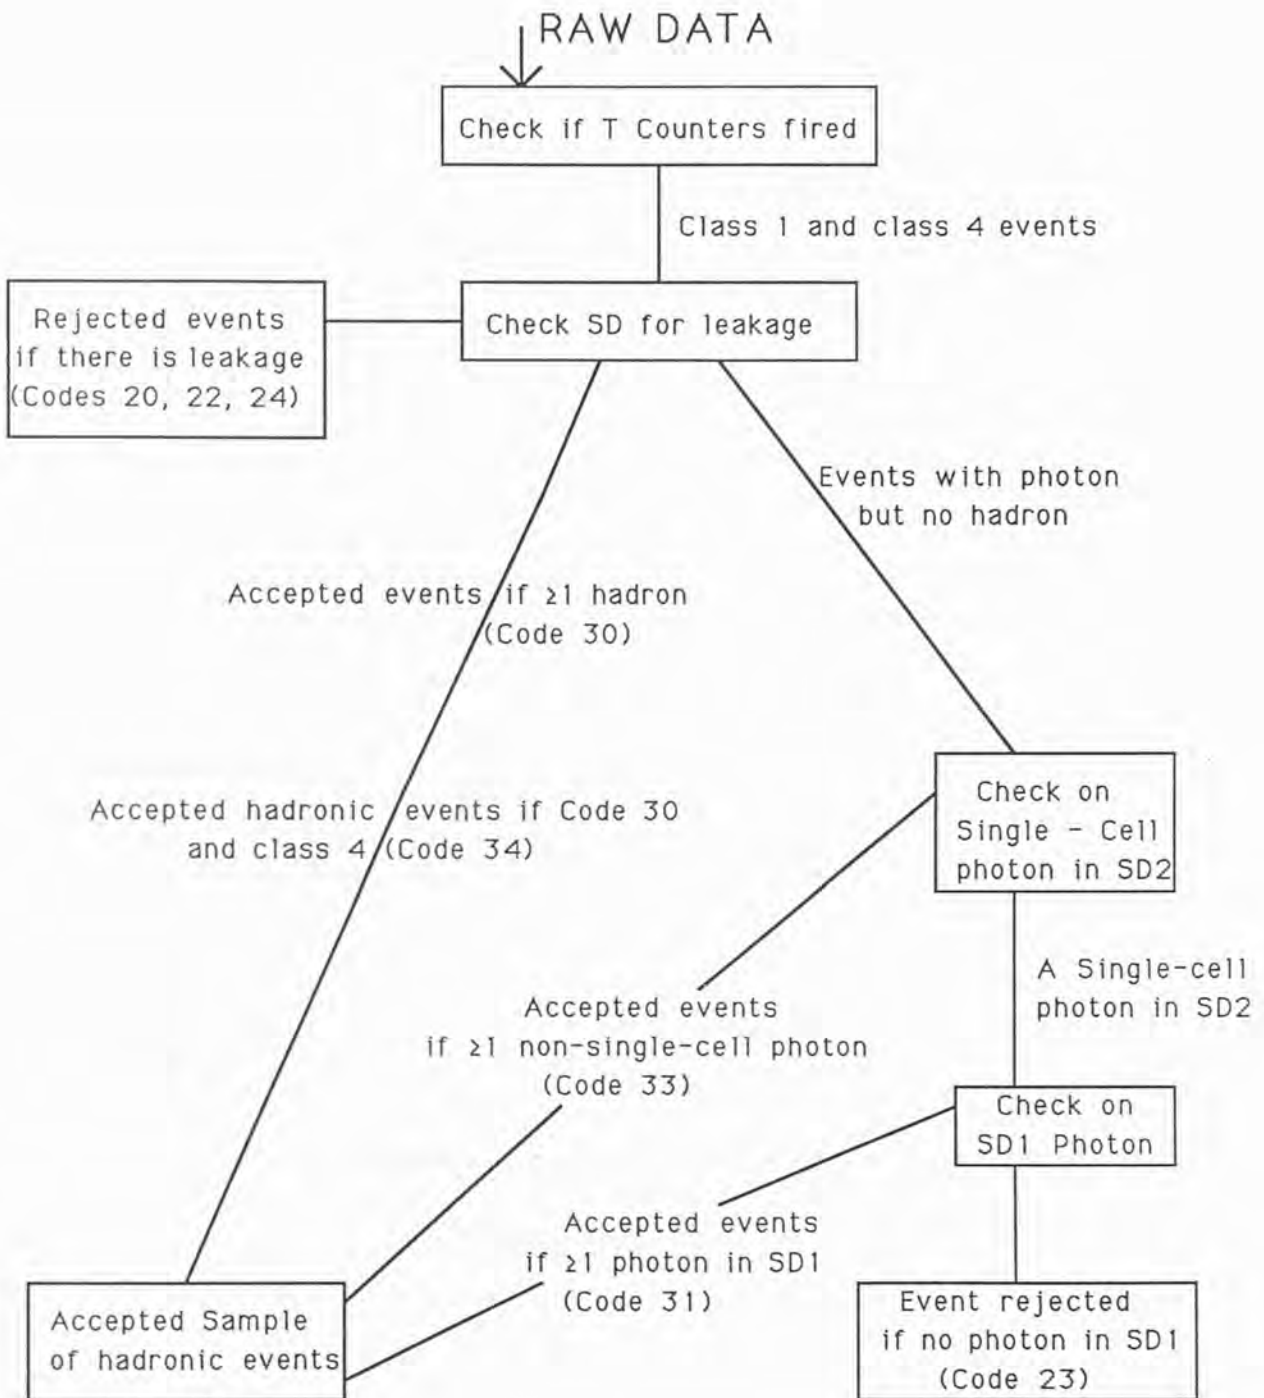 RAW DATA
Check if T Counters fired
Class 1 and class 4 events
Rejected events
if there is leakage
(Codes 20, 22, 24)
Check SD for leakage
Events with photon
but no hadron
Accepted events if ≥1 hadron
(Code 30)
Accepted hadronic events if Code 30
and class 4 (Code 34)
Check on
Single - Cell
photon in SD2
A Single-cell
photon in SD2
Accepted events
if ≥1 non-single-cell photon
(Code 33)
Check on
SD1 Photon
Accepted events
if ≥1 photon in SD1
(Code 31)
Accepted Sample
of hadronic events
Event rejected
if no photon in SD1
(Code 23)